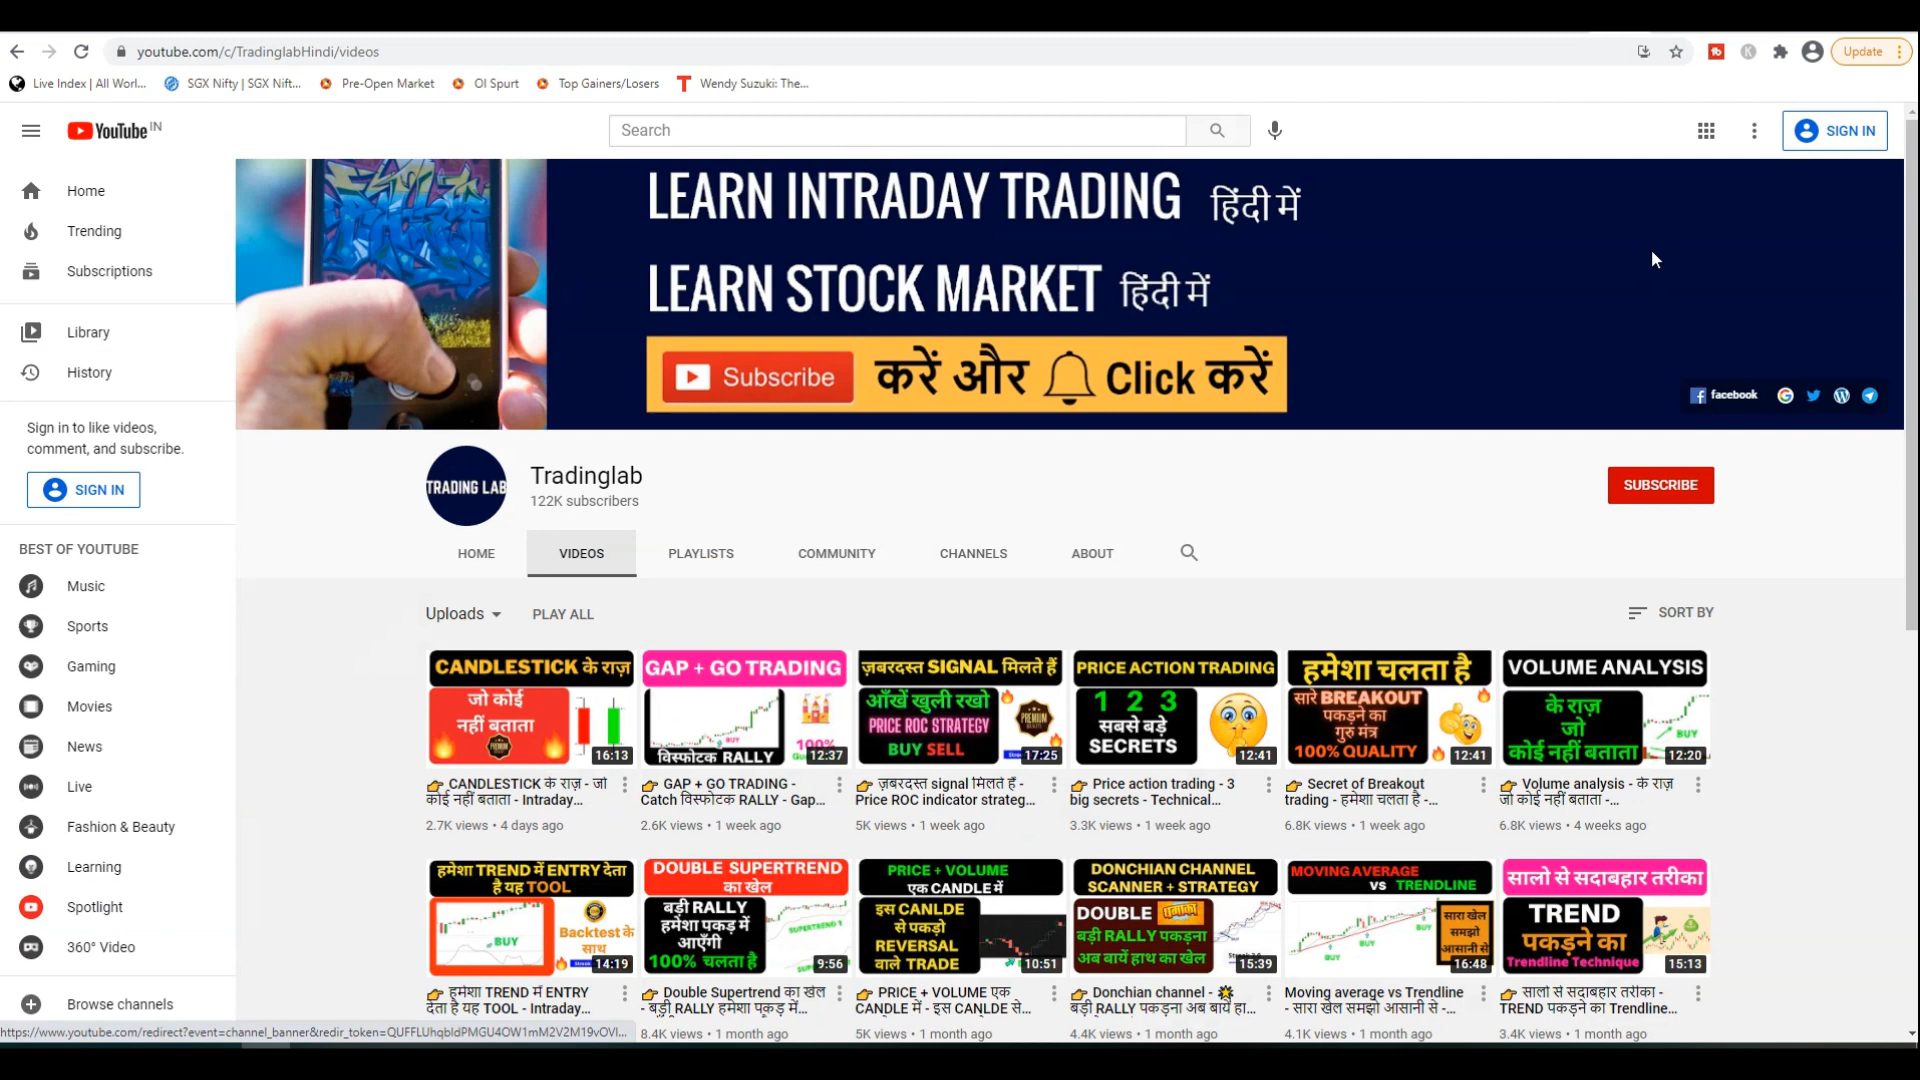 youtube.com/c/TradinglabHindi/videos
Update
Live Index | All Worl...
SGX Nifty | SGX Nift...
Pre-Open Market
OI Spurt
Top Gainers/Losers
Wendy Suzuki: The...
YouTube IN
Search
SIGN IN
Home
Trending
Subscriptions
Library
History
Sign in to like videos,
comment, and subscribe.
SIGN IN
BEST OF YOUTUBE
Music
Sports
Gaming
Movies
News
Live
Fashion & Beauty
Learning
Spotlight
360° Video
Browse channels
LEARN INTRADAY TRADING हिंदी में
LEARN STOCK MARKET हिंदी में
Subscribe करें और Click करें
facebook
TRADING LAB
Tradinglab
122K subscribers
SUBSCRIBE
HOME
VIDEOS
PLAYLISTS
COMMUNITY
CHANNELS
ABOUT
Uploads
PLAY ALL
SORT BY
CANDLESTICK के राज़
जो कोई
नहीं बताता
PREMIUM
16:13
👉 CANDLESTICK के राज़ - जो
कोई नहीं बताता - Intraday...
2.7K views • 4 days ago
GAP + GO TRADING
BUY
100%
विस्फोटक RALLY
12:37
👉 GAP + GO TRADING -
Catch विस्फोटक RALLY - Gap...
2.6K views • 1 week ago
ज़बरदस्त SIGNAL मिलते हैं
आँखें खुली रखो
PRICE ROC STRATEGY
BUY SELL
PREMIUM
17:25
👉 ज़बरदस्त signal मिलते हैं -
Price ROC indicator strateg...
5K views • 1 week ago
PRICE ACTION TRADING
1 2 3
सबसे बड़े
SECRETS
12:41
👉 Price action trading - 3
big secrets - Technical...
3.3K views • 1 week ago
हमेशा चलता है
सारे BREAKOUT
पकड़ने का
गुरु मंत्र
100% QUALITY
12:41
👉 Secret of Breakout
trading - हमेशा चलता है -...
6.8K views • 1 week ago
VOLUME ANALYSIS
के राज़
जो
कोई नहीं बताता
BUY
12:20
👉 Volume analysis - के राज़
जो कोई नहीं बताता -...
6.8K views • 4 weeks ago
हमेशा TREND में ENTRY देता
है यह TOOL
BUY
Backtest के
साथ
14:19
👉 हमेशा TREND में ENTRY
देता है यह TOOL - Intraday...
DOUBLE SUPERTREND
का खेल
बड़ी RALLY
हमेशा पकड़ में
आएँगी
100% चलता है
SUPERTREND 1
9:56
👉 Double Supertrend का खेल
- बड़ी RALLY हमेशा पकड़ में...
8.4K views • 1 month ago
PRICE + VOLUME
एक CANDLE में
इस CANLDE
से पकड़ो
REVERSAL
वाले TRADE
10:51
👉 PRICE + VOLUME एक
CANDLE में - इस CANLDE से...
5K views • 1 month ago
DONCHIAN CHANNEL
SCANNER + STRATEGY
DOUBLE धमाका
बड़ी RALLY पकड़ना
अब बायें हाथ का खेल
15:39
👉 Donchian channel - 🌟
बड़ी RALLY पकड़ना अब बायें हा...
4.4K views • 1 month ago
MOVING AVERAGE
VS TRENDLINE
BUY
BUY
BUY
सारा खेल
समझो
आसानी से
16:48
Moving average vs Trendline
- सारा खेल समझो आसानी से -...
4.1K views • 1 month ago
सालो से सदाबहार तरीका
TREND
पकड़ने का
Trendline Technique
15:13
👉 सालो से सदाबहार तरीका -
TREND पकड़ने का Trendline...
3.4K views • 1 month ago